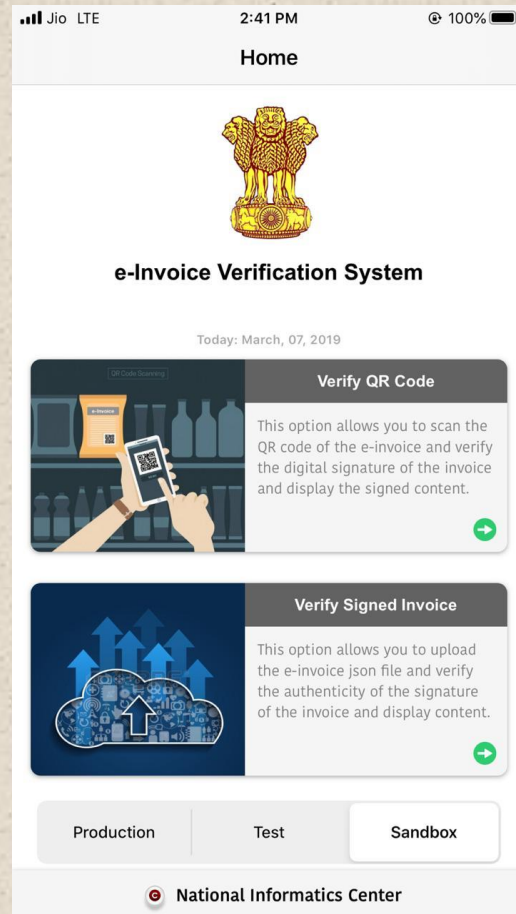 Jio LTE 2:41 PM 100%
Home
e-Invoice Verification System
Today: March, 07, 2019
QR Code Scanning
e-Invoice
Verify QR Code
This option allows you to scan the
QR code of the e-invoice and verify
the digital signature of the invoice
and display the signed content.
Verify Signed Invoice
This option allows you to upload
the e-invoice json file and verify
the authenticity of the signature
of the invoice and display content.
Production Test Sandbox
National Informatics Center